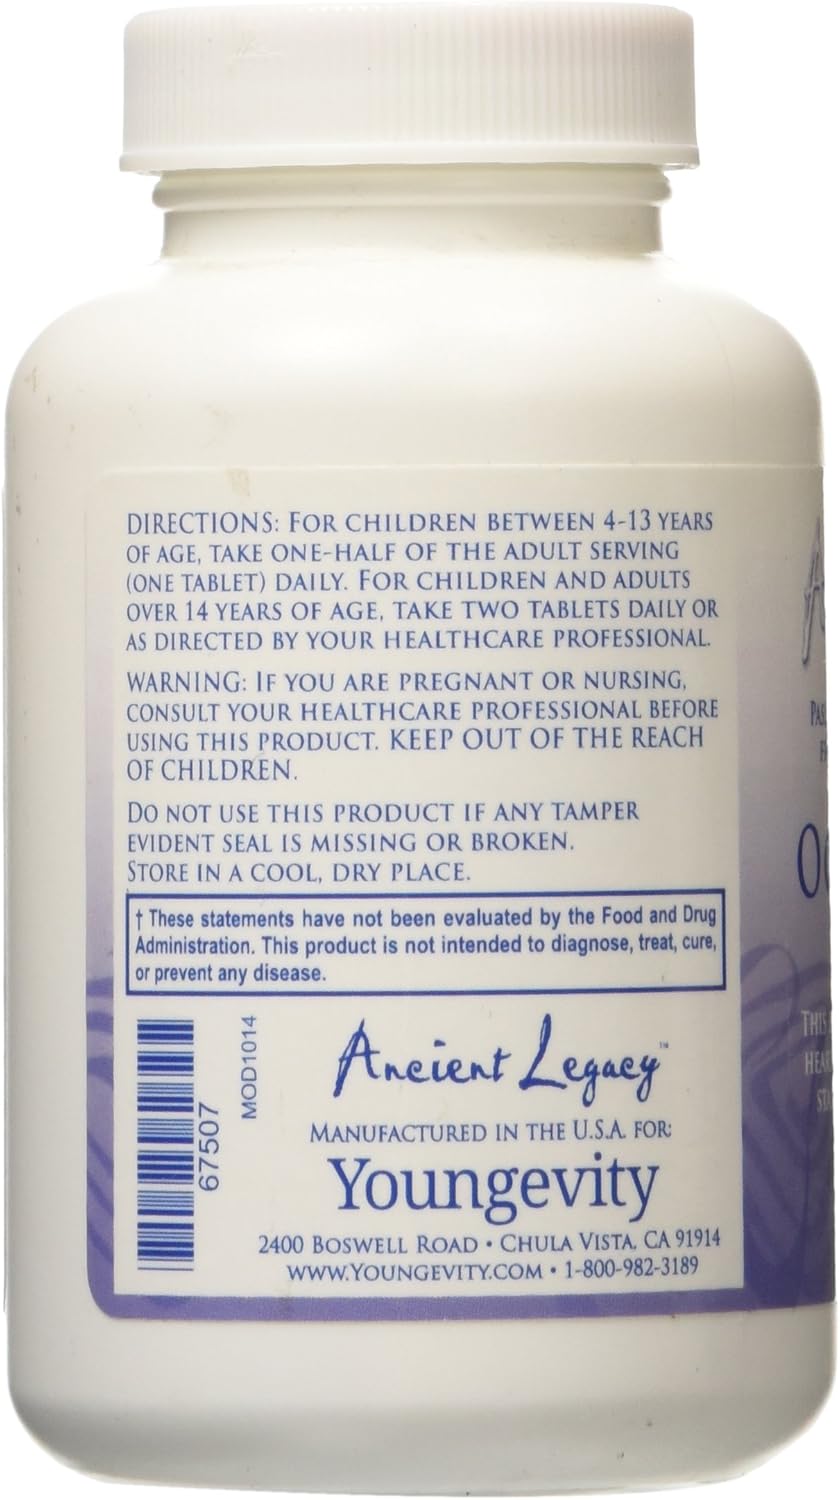 DIRECTIONS: FOR CHILDREN BETWEEN 4-13 YEARS
OF AGE, TAKE ONE-HALF OF THE ADULT SERVING
(ONE TABLET) DAILY. FOR CHILDREN AND ADULTS
OVER 14 YEARS OF AGE, TAKE TWO TABLETS DAILY OR
AS DIRECTED BY YOUR HEALTHCARE PROFESSIONAL.
WARNING: IF YOU ARE PREGNANT OR NURSING,
CONSULT YOUR HEALTHCARE PROFESSIONAL BEFORE
USING THIS PRODUCT. KEEP OUT OF THE REACH
OF CHILDREN.
DO NOT USE THIS PRODUCT IF ANY TAMPER
EVIDENT SEAL IS MISSING OR BROKEN.
STORE IN A COOL, DRY PLACE.
† These statements have not been evaluated by the Food and Drug
Administration. This product is not intended to diagnose, treat, cure,
or prevent any disease.
67507
MOD1014
Ancient Legacy™
MANUFACTURED IN THE U.S.A. FOR:
Youngevity
2400 BOSWELL ROAD • CHULA VISTA, CA 91914
WWW.YOUNGEVITY.COM • 1-800-982-3189
THIS